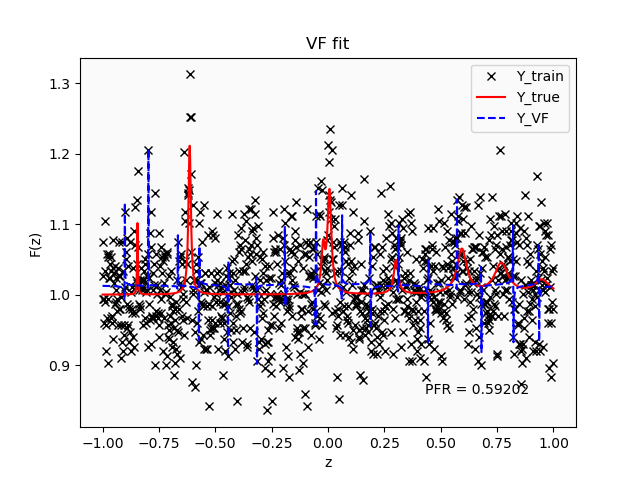 VF fit
Y_train
Y_true
Y_VF
1.3
1.2
1.1
1.0
0.9
F(z)
PFR = 0.59202
−1.00 −0.75 −0.50 −0.25 0.00 0.25 0.50 0.75 1.00
z